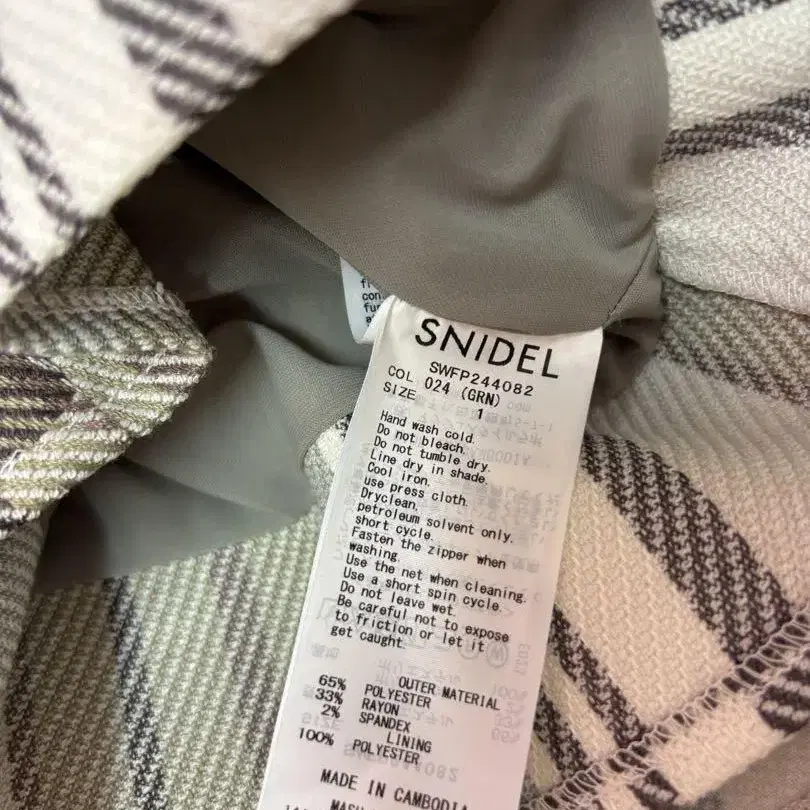 SNIDEL
SWFP244082
COL 024 (GRN)
SIZE 1
Hand wash cold.
Do not bleach.
Do not tumble dry.
Line dry in shade.
Cool iron.
use press cloth.
Dryclean,
petroleum solvent only.
short cycle.
Fasten the zipper when
washing.
Use the net when cleaning.
Use a short spin cycle.
Do not leave wet.
Be careful not to expose
to friction or let it
get caught.
OUTER MATERIAL
65% POLYESTER
33% RAYON
2% SPANDEX
LINING
100% POLYESTER
MADE IN CAMBODIA